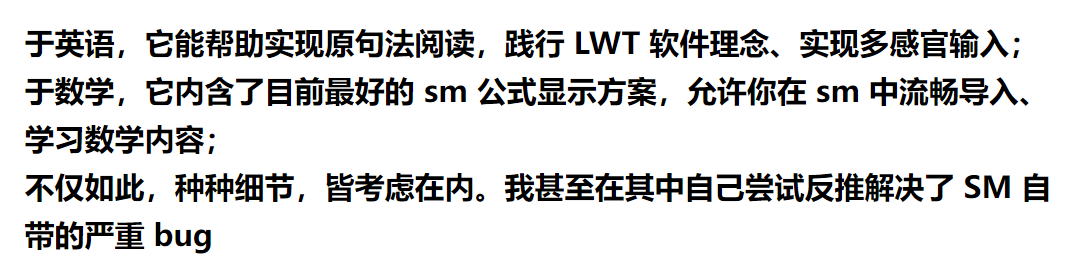 于英语，它能帮助实现原句法阅读，践行 LWT 软件理念、实现多感官输入；
于数学，它内含了目前最好的 sm 公式显示方案，允许你在 sm 中流畅导入、
学习数学内容；
不仅如此，种种细节，皆考虑在内。我甚至在其中自己尝试反推解决了 SM 自
带的严重 bug